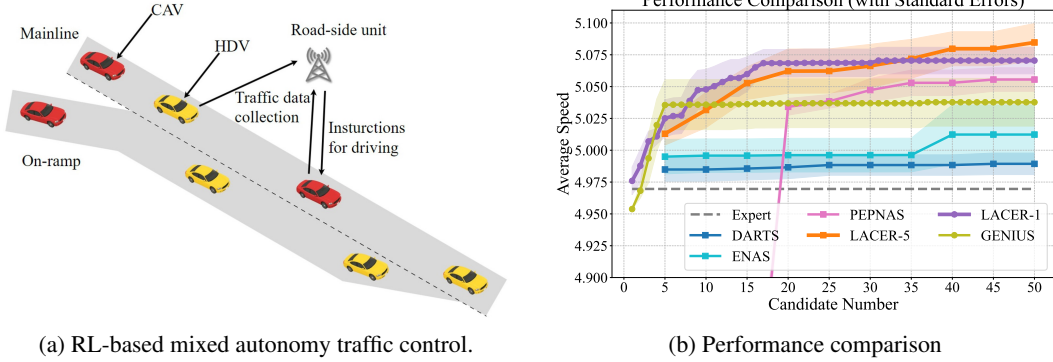 CAV
Mainline
HDV
Road-side unit
Traffic data
collection
Insturctions
for driving
On-ramp
(a) RL-based mixed autonomy traffic control.
Performance Comparison (with Standard Errors)
5.100
5.075
5.050
5.025
5.000
4.975
4.950
4.925
4.900
Average Speed
Expert
DARTS
ENAS
PEPNAS
LACER-5
LACER-1
GENIUS
0 5 10 15 20 25 30 35 40 45 50
Candidate Number
(b) Performance comparison